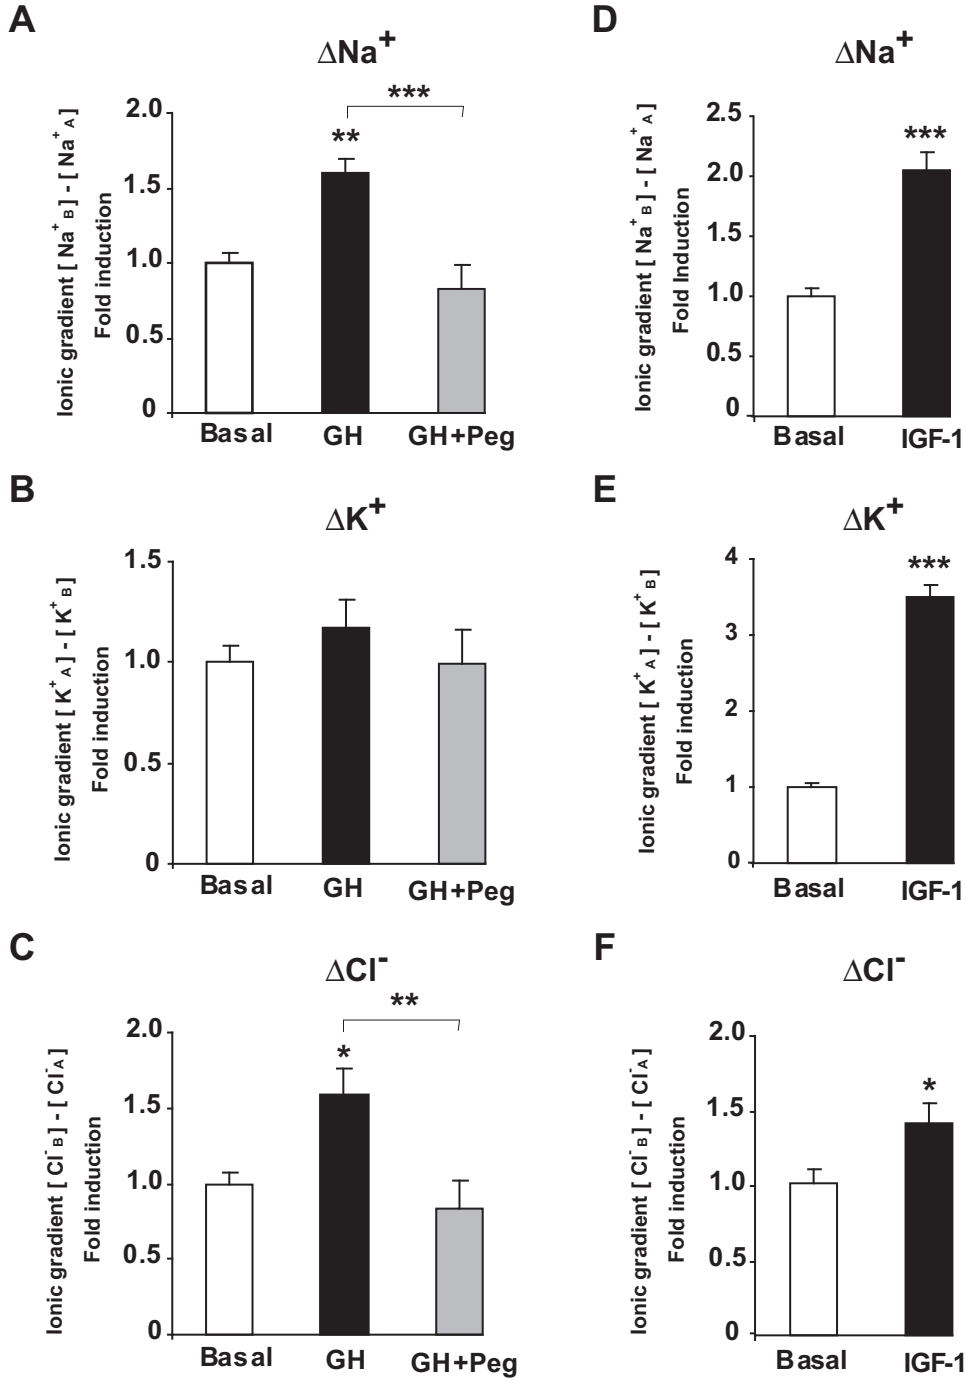 A
ΔNa⁺
Ionic gradient [ Na⁺ B] - [ Na⁺ A]
Fold induction
2.0
1.5
1.0
0.5
0
**
***
Basal
GH
GH+Peg
D
ΔNa⁺
Ionic gradient [ Na⁺ B] - [ Na⁺ A]
Fold Induction
2.5
2.0
1.5
1.0
0.5
0
***
Basal
IGF-1
B
ΔK⁺
Ionic gradient [ K⁺ A] - [ K⁺ B]
Fold induction
1.5
1.0
0.5
0
Basal
GH
GH+Peg
E
ΔK⁺
Ionic gradient [ K⁺ A] - [ K⁺ B]
Fold induction
4
3
2
1
0
***
Basal
IGF-1
C
ΔCl⁻
Ionic gradient [ Cl⁻ B] - [ Cl⁻ A]
Fold induction
2.0
1.5
1.0
0.5
0
*
**
Basal
GH
GH+Peg
F
ΔCl⁻
Ionic gradient [ Cl⁻ B] - [ Cl⁻ A]
Fold induction
2.0
1.5
1.0
0.5
0
*
Basal
IGF-1